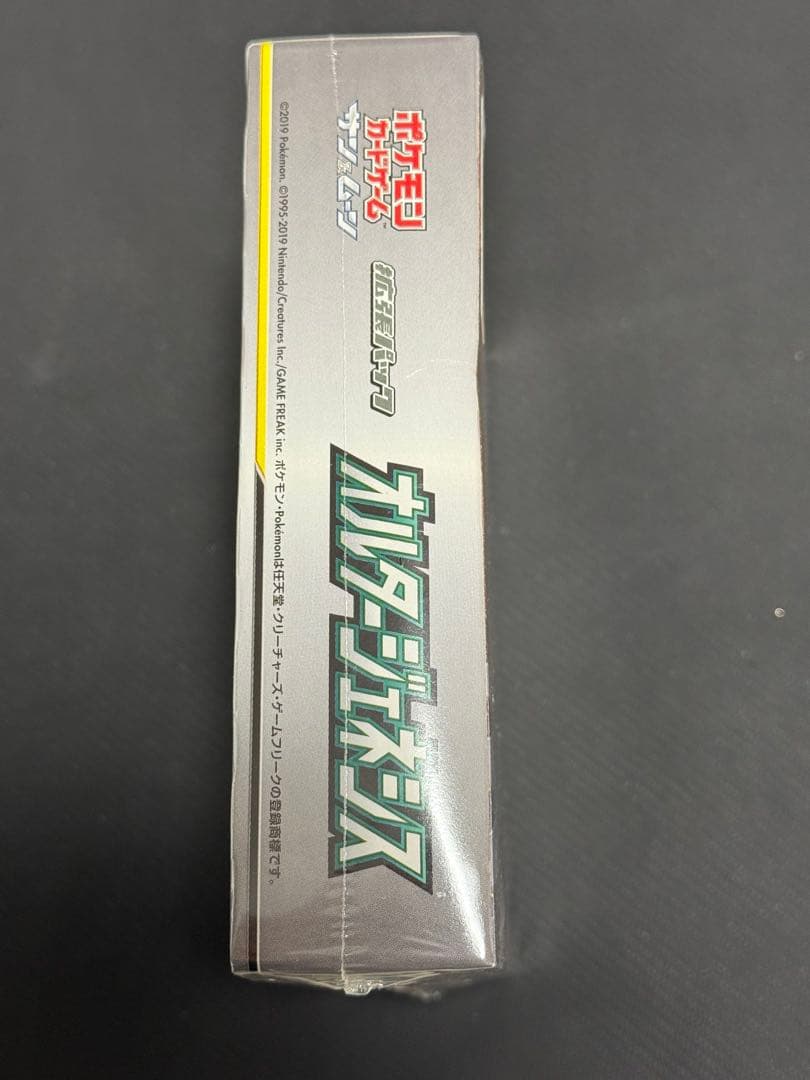 ポケモン
カードゲーム™
サン&ムーン
拡張パック
オルタージェネシス
©2019 Pokémon. ©1995-2019 Nintendo/Creatures Inc./GAME FREAK inc. ポケモン・Pokémonは任天堂・クリーチャーズ・ゲームフリークの登録商標です。